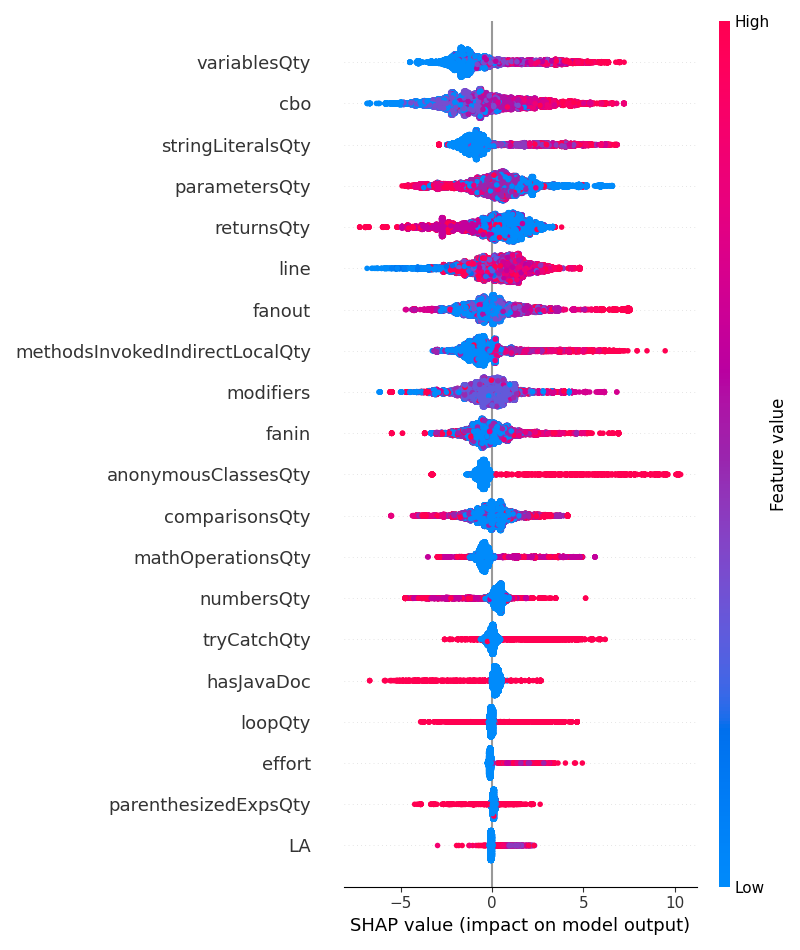 High
variablesQty
cbo
stringLiteralsQty
parametersQty
returnsQty
line
fanout
methodsInvokedIndirectLocalQty
modifiers
fanin
anonymousClassesQty
comparisonsQty
mathOperationsQty
numbersQty
tryCatchQty
hasJavaDoc
loopQty
effort
parenthesizedExpsQty
LA
Feature value
Low
−5 0 5 10
SHAP value (impact on model output)